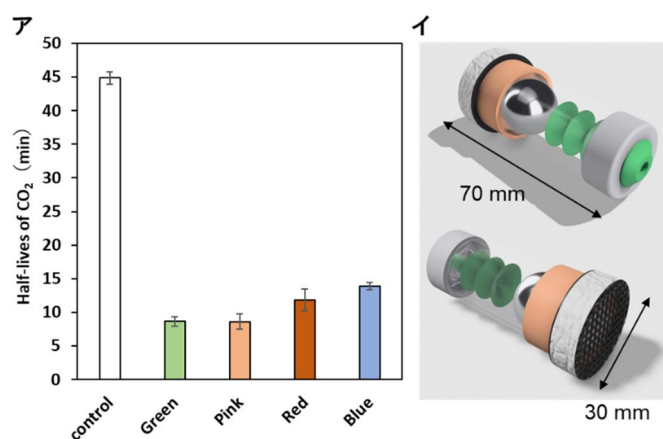 ア
イ
Half-lives of CO₂ (min)
50
45
40
35
30
25
20
15
10
5
0
control
Green
Pink
Red
Blue
70 mm
30 mm